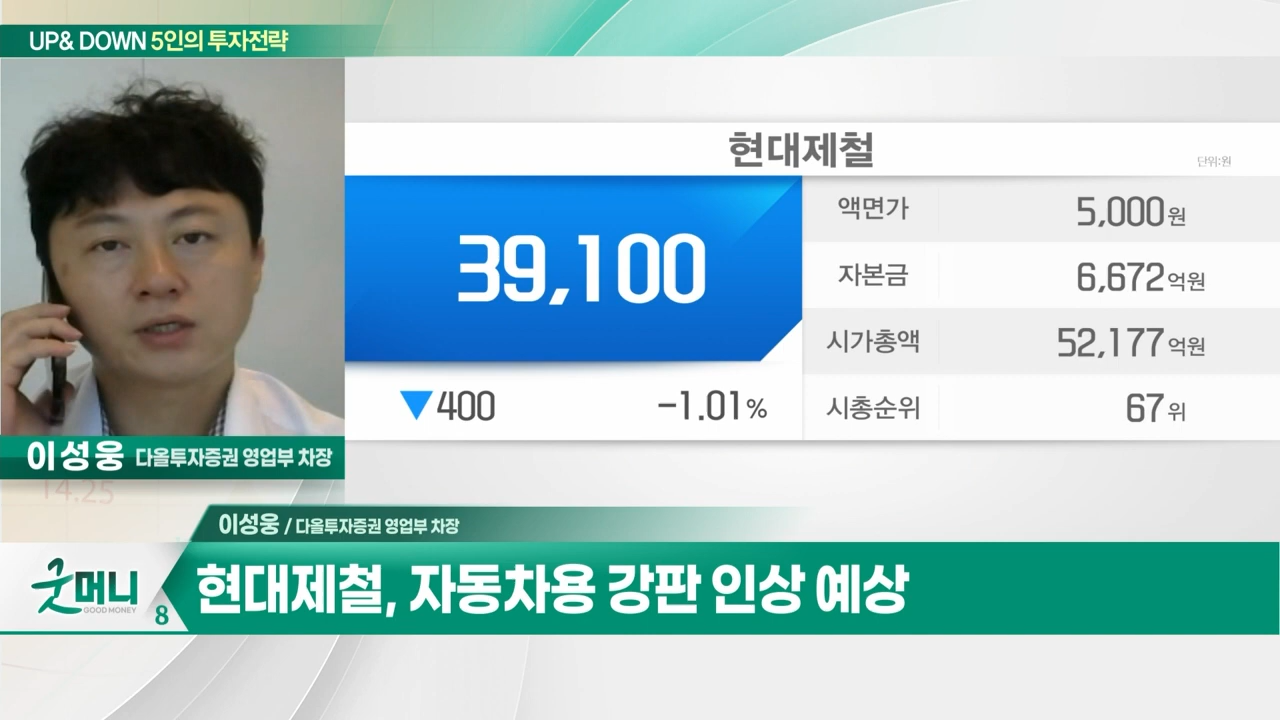 UP& DOWN 5인의 투자전략
현대제철
단위:원
39,100
▼400 -1.01%
액면가 5,000원
자본금 6,672억원
시가총액 52,177억원
시총순위 67위
이성웅 다올투자증권 영업부 차장
14.25
이성웅 / 다올투자증권 영업부 차장
굿머니
GOOD MONEY
8
현대제철, 자동차용 강판 인상 예상